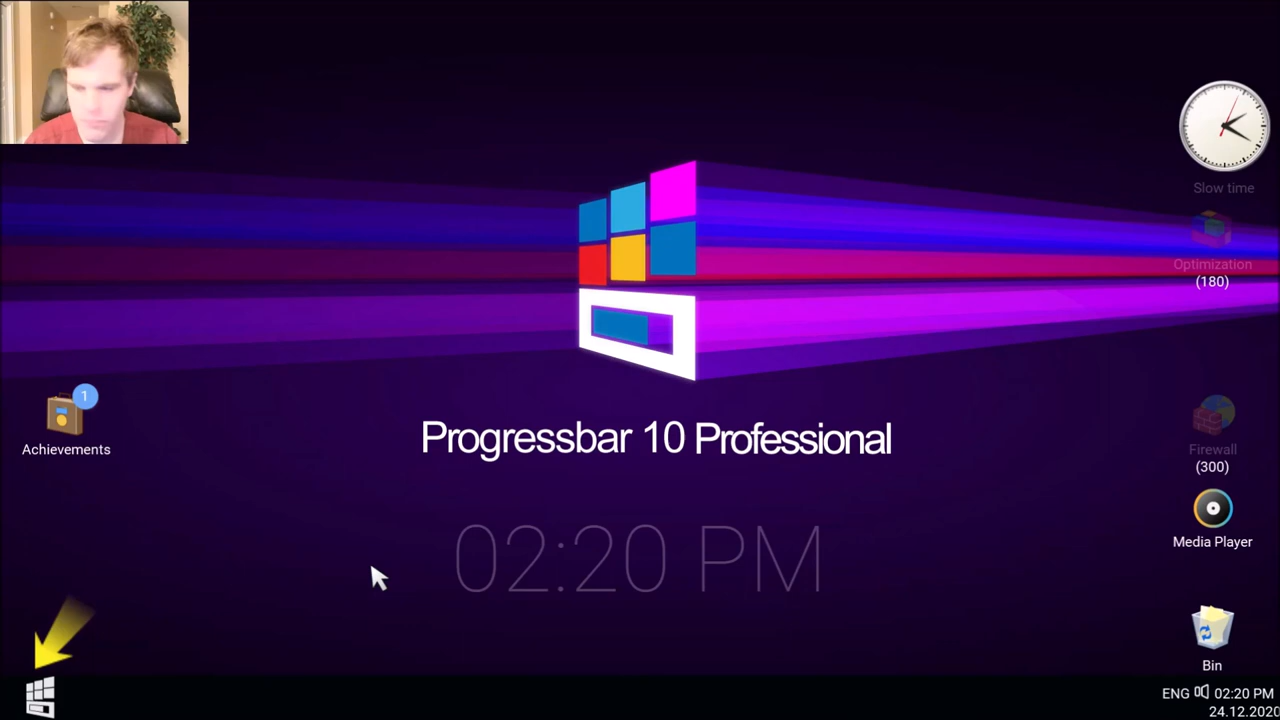 Slow time
Optimization
(180)
1
Achievements
Progressbar 10 Professional
Firewall
(300)
Media Player
02:20 PM
Bin
ENG 02:20 PM
24.12.2020